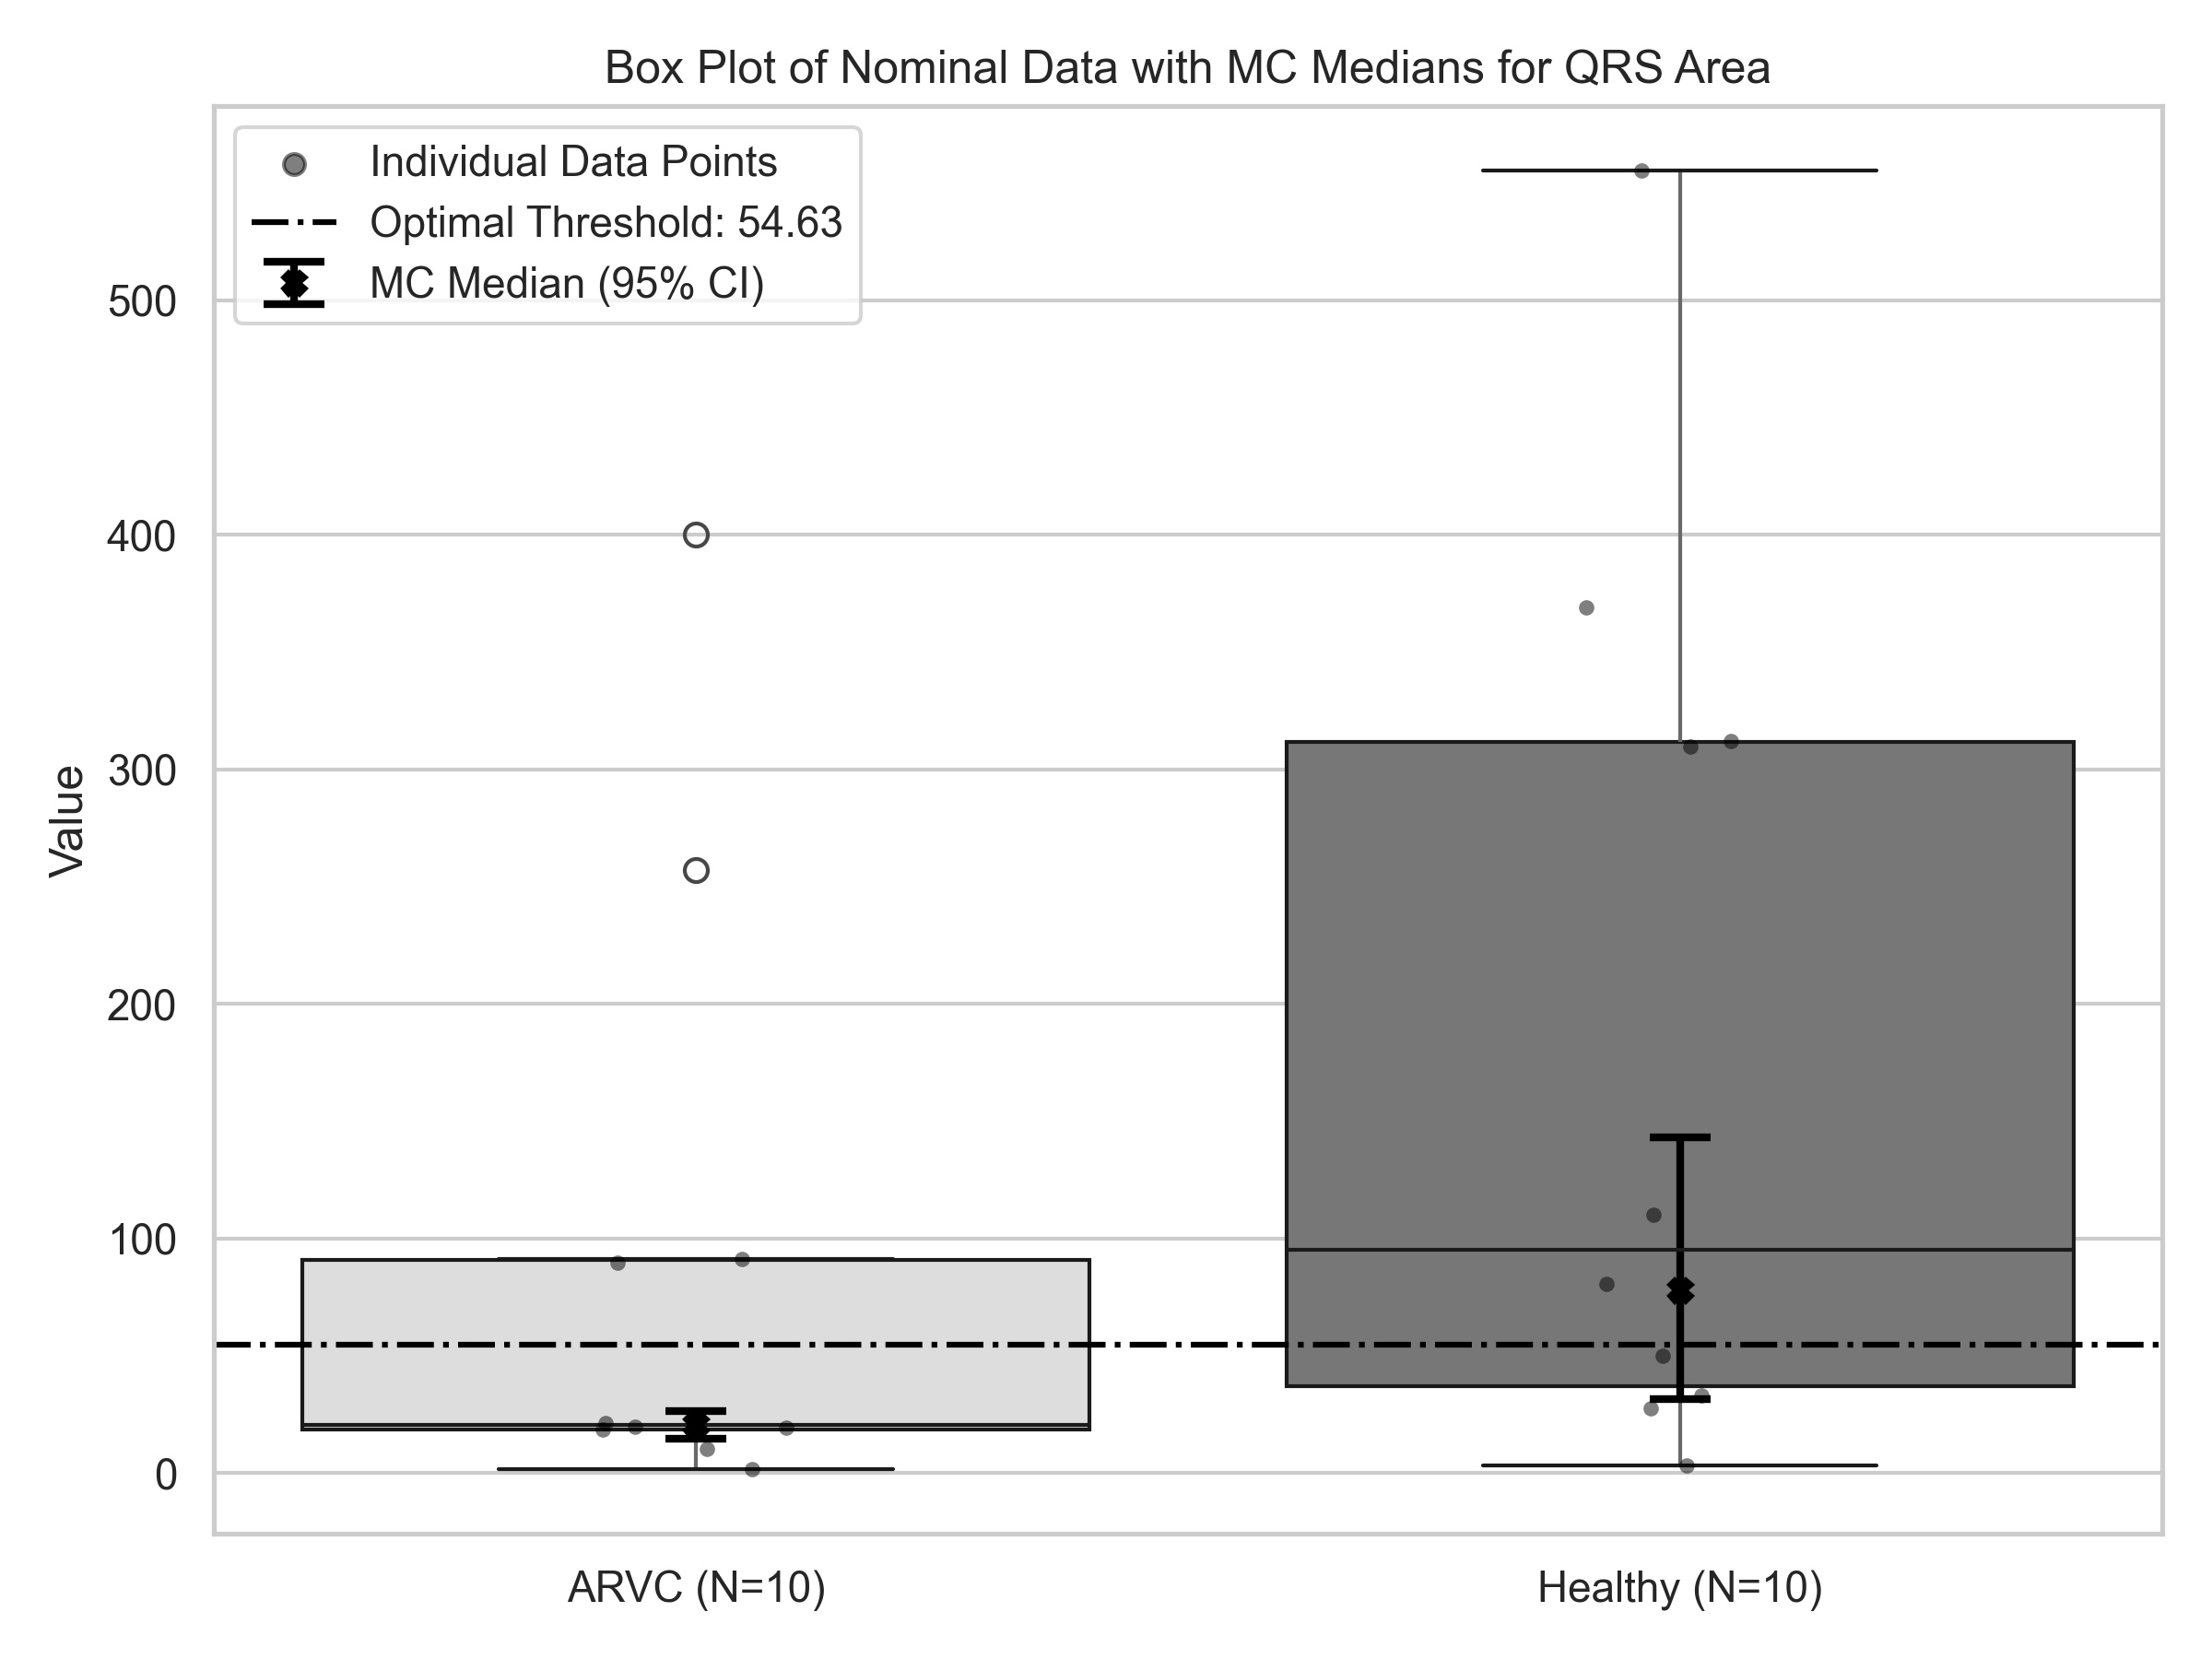 Box Plot of Nominal Data with MC Medians for QRS Area
Individual Data Points
Optimal Threshold: 54.63
MC Median (95% CI)
Value
500
400
300
200
100
0
ARVC (N=10)
Healthy (N=10)